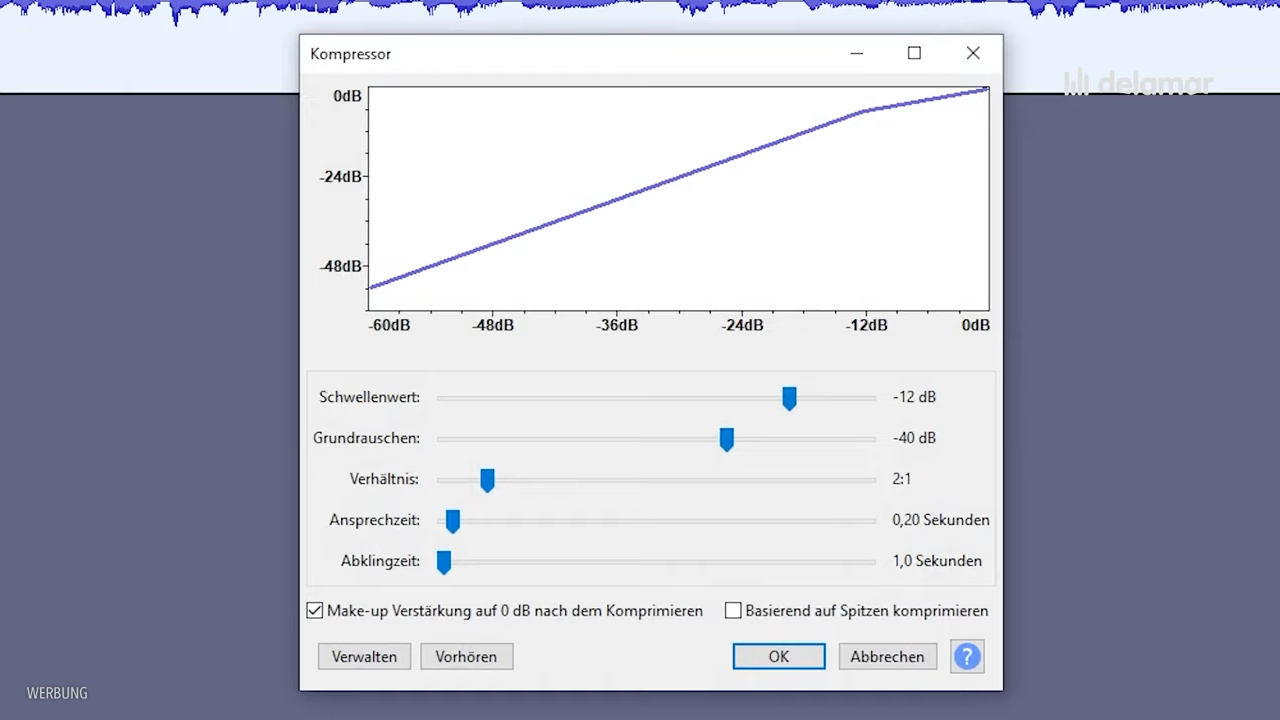 Kompressor
delamar
0dB
-24dB
-48dB
-60dB -48dB -36dB -24dB -12dB 0dB
Schwellenwert: -12 dB
Grundrauschen: -40 dB
Verhältnis: 2:1
Ansprechzeit: 0,20 Sekunden
Abklingzeit: 1,0 Sekunden
Make-up Verstärkung auf 0 dB nach dem Komprimieren Basierend auf Spitzen komprimieren
Verwalten Vorhören OK Abbrechen ?
WERBUNG